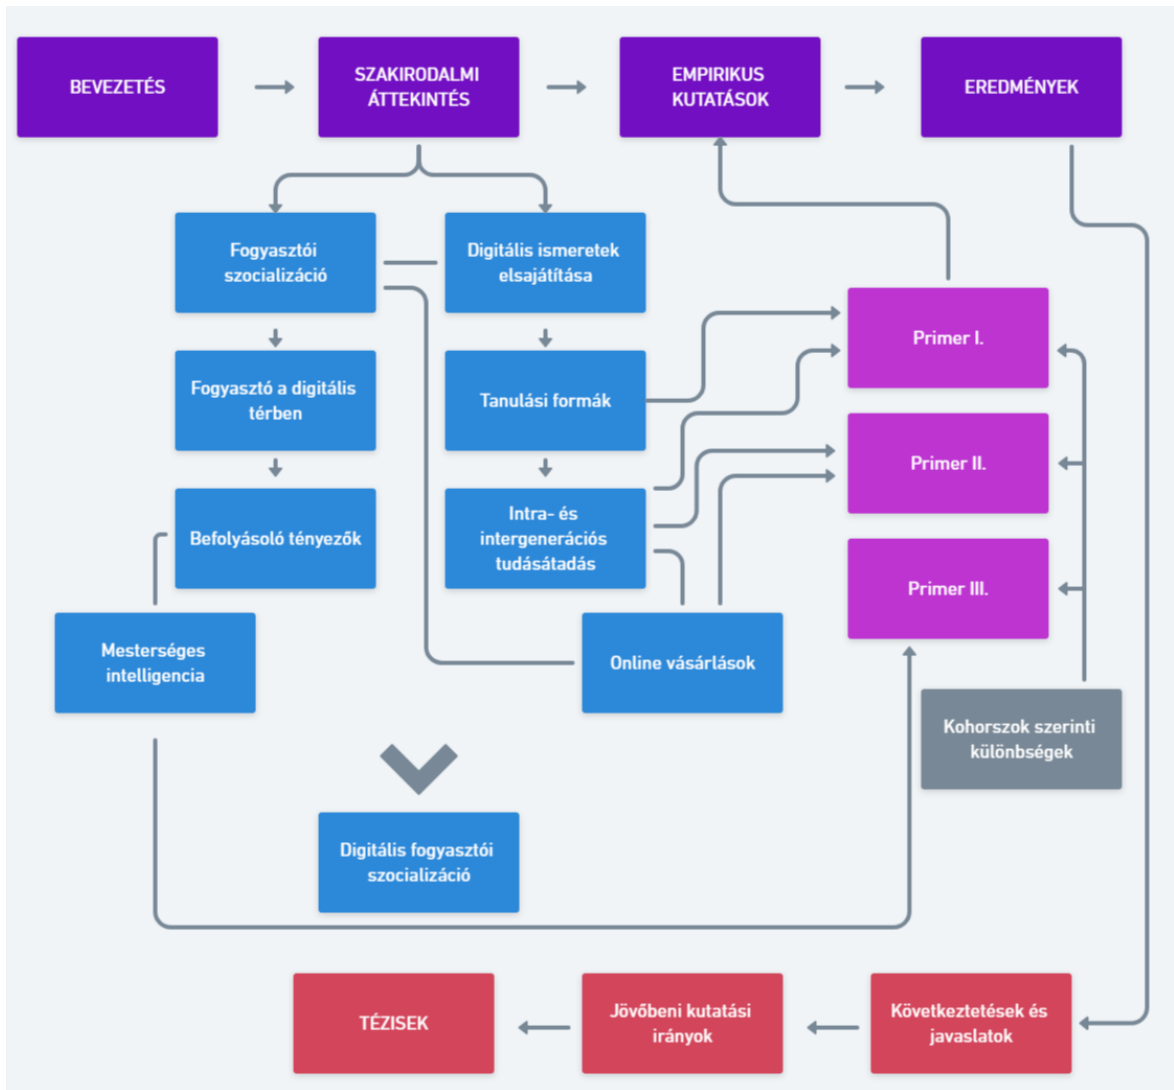 BEVEZETÉS
SZAKIRODALMI
ÁTTEKINTÉS
EMPIRIKUS
KUTATÁSOK
EREDMÉNYEK
Fogyasztói
szocializáció
Digitális ismeretek
elsajátítása
Primer I.
Fogyasztó a digitális
térben
Tanulási formák
Primer II.
Befolyásoló tényezők
Intra- és
intergenerációs
tudásátadás
Primer III.
Mesterséges
intelligencia
Online vásárlások
Kohorszok szerinti
különbségek
Digitális fogyasztói
szocializáció
TÉZISEK
Jövőbeni kutatási
irányok
Következtetések és
javaslatok